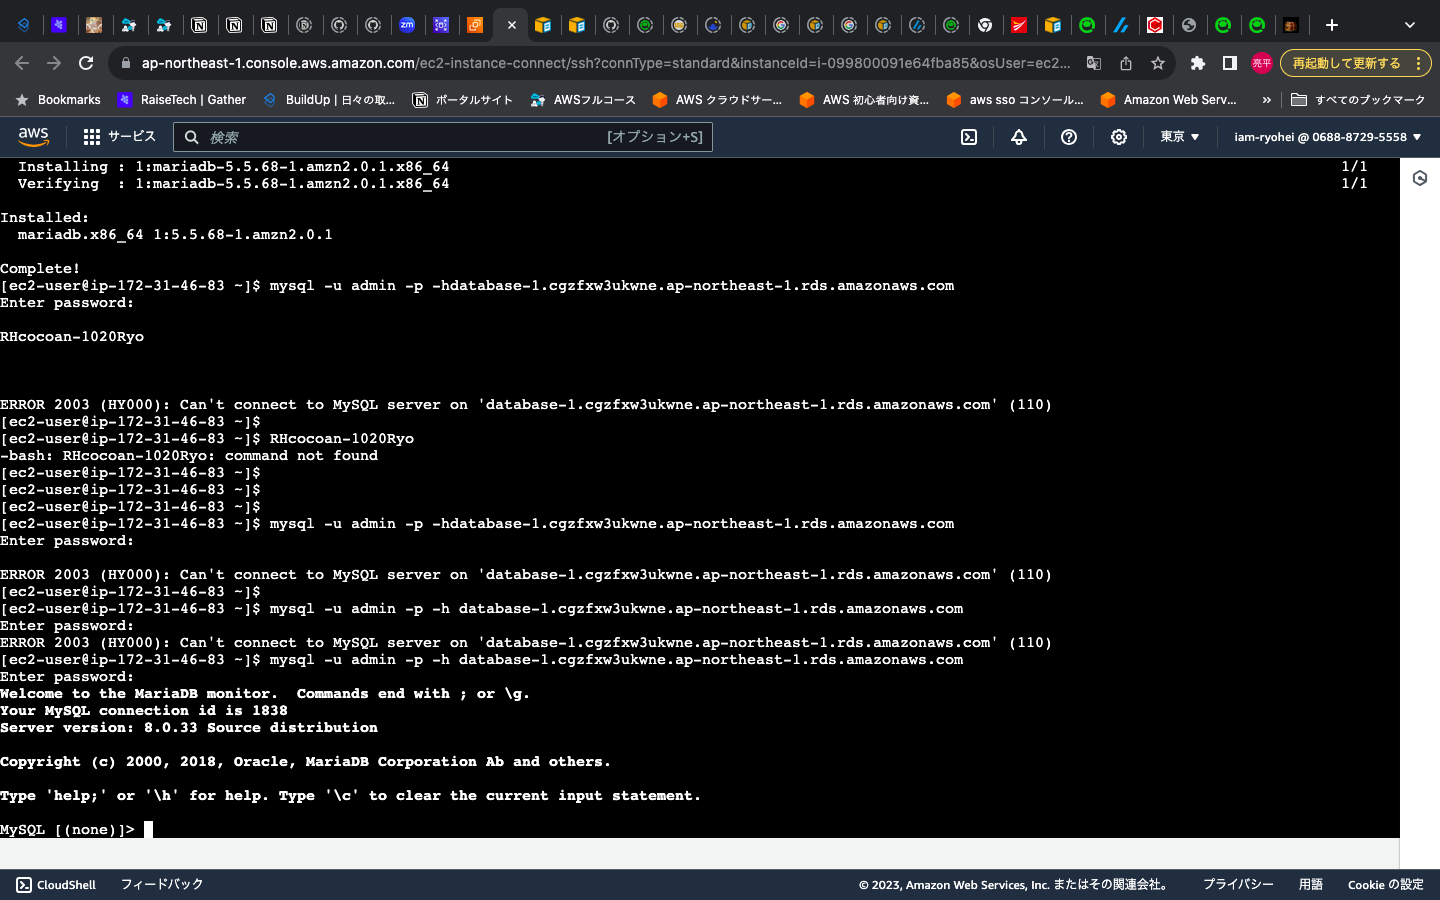 ap-northeast-1.console.aws.amazon.com/ec2-instance-connect/ssh?connType=standard&instanceId=i-099800091e64fba85&osUser=ec2...
亮平
再起動して更新する
Bookmarks
RaiseTech | Gather
BuildUp | 日々の取...
ポータルサイト
AWSフルコース
AWS クラウドサー...
AWS 初心者向け資...
aws sso コンソール...
Amazon Web Serv...
»
すべてのブックマーク
aws
サービス
検索
[オプション+S]
東京
iam-ryohei @ 0688-8729-5558
Installing : 1:mariadb-5.5.68-1.amzn2.0.1.x86_64 1/1
Verifying  : 1:mariadb-5.5.68-1.amzn2.0.1.x86_64 1/1
Installed:
mariadb.x86_64 1:5.5.68-1.amzn2.0.1
Complete!
[ec2-user@ip-172-31-46-83 ~]$ mysql -u admin -p -hdatabase-1.cgzfxw3ukwne.ap-northeast-1.rds.amazonaws.com
Enter password:
RHcocoan-1020Ryo
ERROR 2003 (HY000): Can't connect to MySQL server on 'database-1.cgzfxw3ukwne.ap-northeast-1.rds.amazonaws.com' (110)
[ec2-user@ip-172-31-46-83 ~]$
[ec2-user@ip-172-31-46-83 ~]$ RHcocoan-1020Ryo
-bash: RHcocoan-1020Ryo: command not found
[ec2-user@ip-172-31-46-83 ~]$
[ec2-user@ip-172-31-46-83 ~]$
[ec2-user@ip-172-31-46-83 ~]$
[ec2-user@ip-172-31-46-83 ~]$ mysql -u admin -p -hdatabase-1.cgzfxw3ukwne.ap-northeast-1.rds.amazonaws.com
Enter password:
ERROR 2003 (HY000): Can't connect to MySQL server on 'database-1.cgzfxw3ukwne.ap-northeast-1.rds.amazonaws.com' (110)
[ec2-user@ip-172-31-46-83 ~]$
[ec2-user@ip-172-31-46-83 ~]$ mysql -u admin -p -h database-1.cgzfxw3ukwne.ap-northeast-1.rds.amazonaws.com
Enter password:
ERROR 2003 (HY000): Can't connect to MySQL server on 'database-1.cgzfxw3ukwne.ap-northeast-1.rds.amazonaws.com' (110)
[ec2-user@ip-172-31-46-83 ~]$ mysql -u admin -p -h database-1.cgzfxw3ukwne.ap-northeast-1.rds.amazonaws.com
Enter password:
Welcome to the MariaDB monitor.  Commands end with ; or \g.
Your MySQL connection id is 1838
Server version: 8.0.33 Source distribution
Copyright (c) 2000, 2018, Oracle, MariaDB Corporation Ab and others.
Type 'help;' or '\h' for help. Type '\c' to clear the current input statement.
MySQL [(none)]>
CloudShell
フィードバック
© 2023, Amazon Web Services, Inc. またはその関連会社。
プライバシー
用語
Cookie の設定